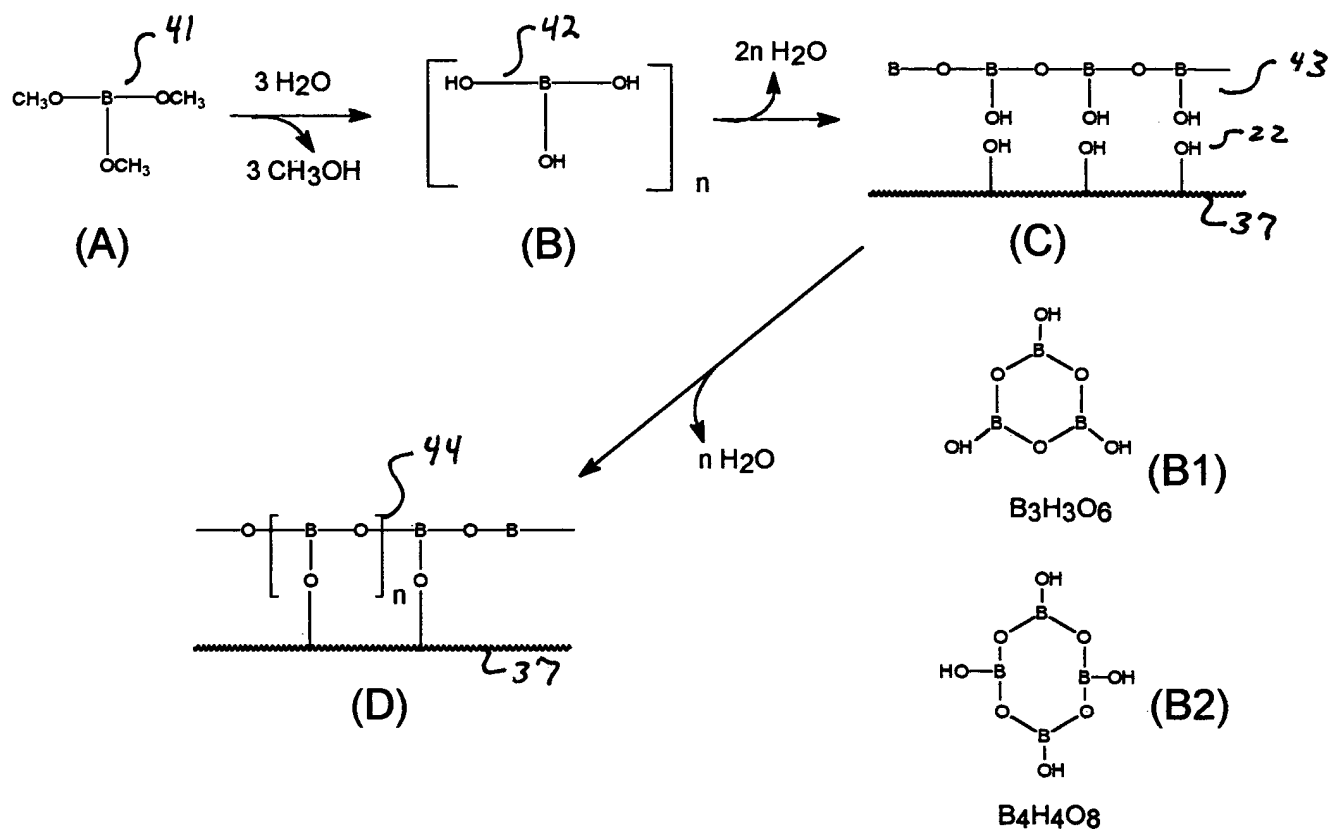 41
CH3O B OCH3
OCH3
(A)
3 H2O
3 CH3OH
42
HO B OH
OH
n
(B)
2n H2O
B O B O B O B
OH OH OH
OH OH OH
43
22
37
(C)
n H2O
44
O B O B O B
O n O
37
(D)
OH
B
O O
B B
OH O OH
(B1)
B3H3O6
OH
B
O O
HO B B OH
O O
B
OH
(B2)
B4H4O8